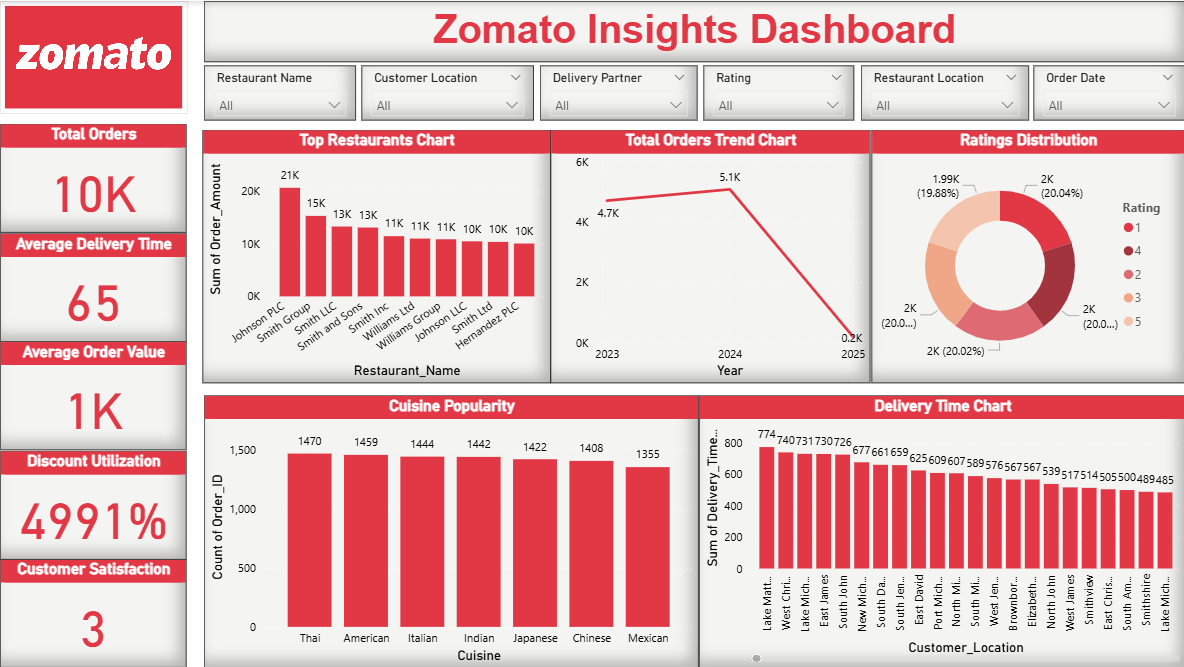 zomato
Zomato Insights Dashboard
Restaurant Name
All
Customer Location
All
Delivery Partner
All
Rating
All
Restaurant Location
All
Order Date
All
Total Orders
10K
Average Delivery Time
65
Average Order Value
1K
Discount Utilization
4991%
Customer Satisfaction
3
Top Restaurants Chart
Sum of Order_Amount
20K
10K
0K
21K
15K
13K
13K
11K
11K
11K
10K
10K
10K
Johnson PLC
Smith Group
Smith LLC
Smith and Sons
Smith Inc
Williams Ltd
Williams Group
Johnson LLC
Smith Ltd
Hernandez PLC
Restaurant_Name
Total Orders Trend Chart
6K
4K
2K
0K
4.7K
5.1K
0.2K
2023
2024
2025
Year
Ratings Distribution
1.99K
(19.88%)
2K
(20.04%)
2K
(20.0...)
2K
(20.0...)
2K (20.02%)
Rating
1
4
2
3
5
Cuisine Popularity
Count of Order_ID
1,500
1,000
500
0
1470
1459
1444
1442
1422
1408
1355
Thai
American
Italian
Indian
Japanese
Chinese
Mexican
Cuisine
Delivery Time Chart
Sum of Delivery_Time...
800
600
400
200
0
774
740
731
730
726
677
661
659
625
609
607
589
576
567
567
539
517
514
505
500
489
485
Lake Matt...
West Chri...
Lake Mich...
East James
South John
New Mich...
South Da...
South Jen...
East David
Port Mich...
North Mi...
South Mi...
West Jen...
Brownbor...
Elizabeth...
North John
West James
Smithview
East Chris...
South Am...
Smithshire
Lake Mich...
Customer_Location